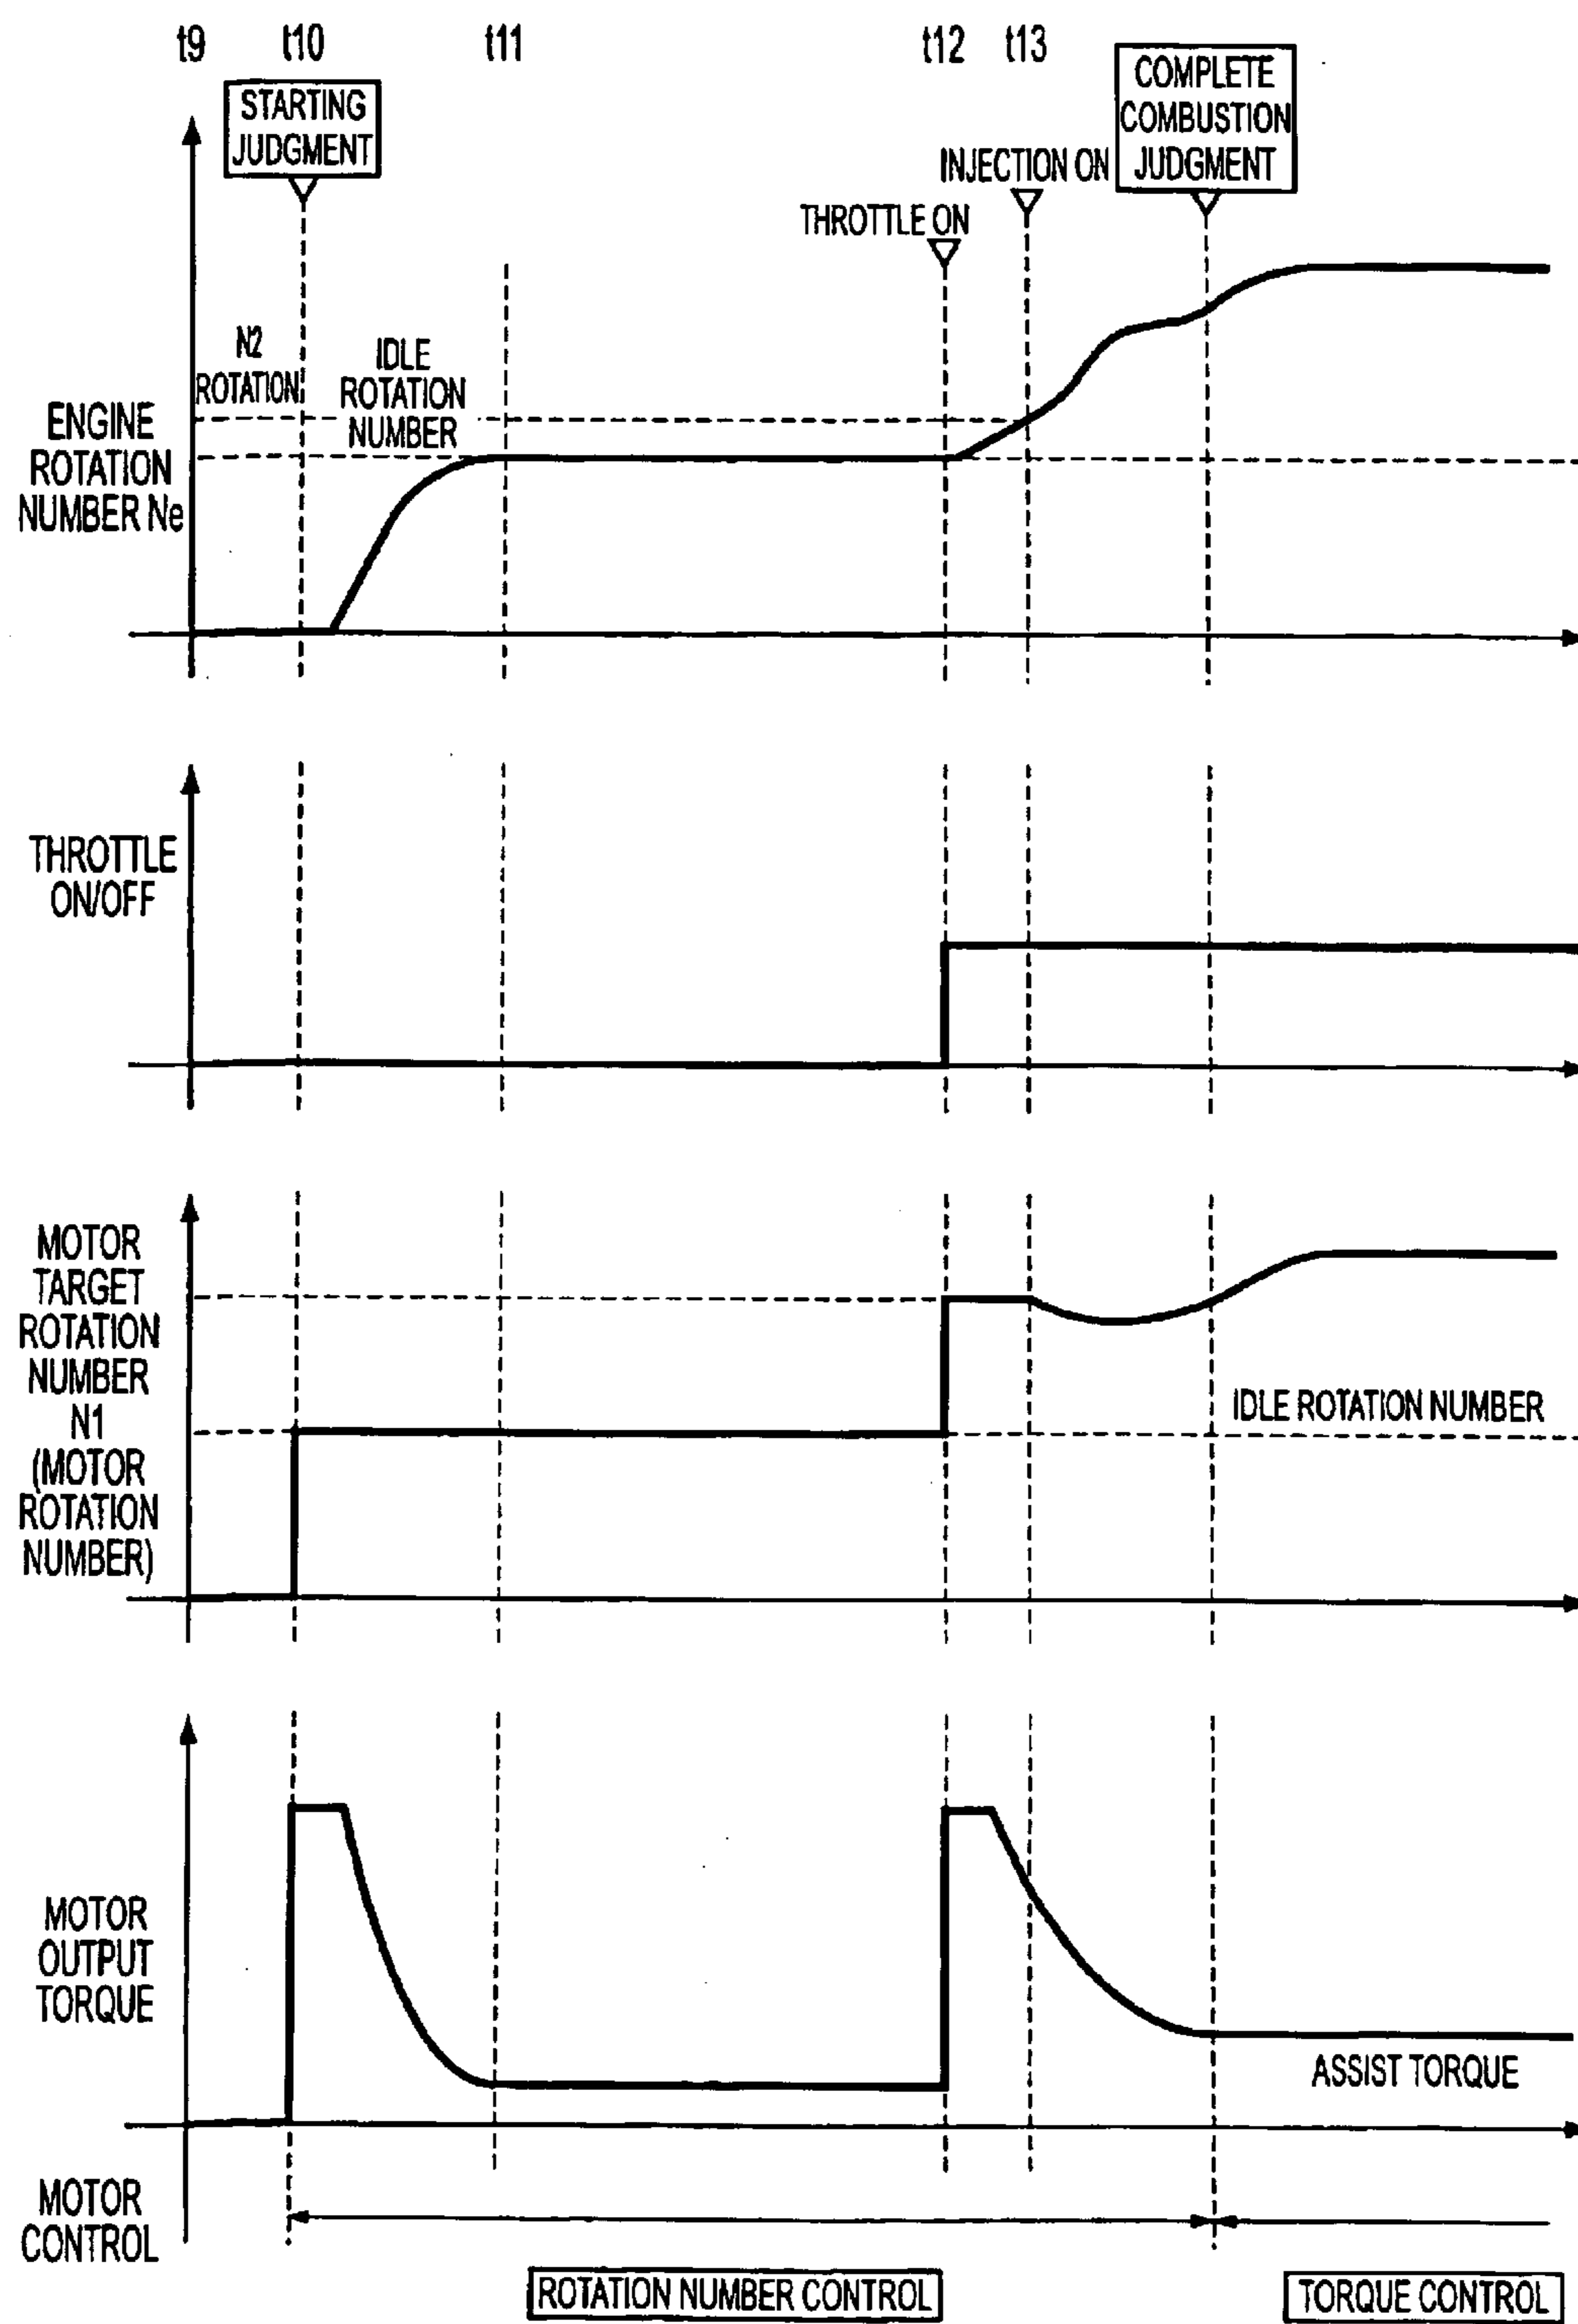 t9 t10 t11 t12 t13
STARTING
JUDGMENT
COMPLETE
COMBUSTION
JUDGMENT
INJECTION ON
THROTTLE ON
N2
ROTATION
IDLE
ROTATION
NUMBER
ENGINE
ROTATION
NUMBER Ne
THROTTLE
ON/OFF
MOTOR
TARGET
ROTATION
NUMBER
N1
(MOTOR
ROTATION
NUMBER)
IDLE ROTATION NUMBER
MOTOR
OUTPUT
TORQUE
ASSIST TORQUE
MOTOR
CONTROL
ROTATION NUMBER CONTROL
TORQUE CONTROL